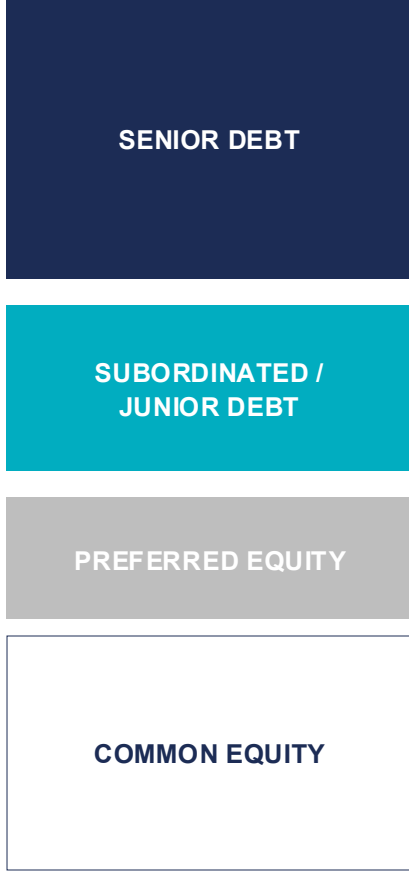 SENIOR DEBT
SUBORDINATED /
JUNIOR DEBT
PREFERRED EQUITY
COMMON EQUITY